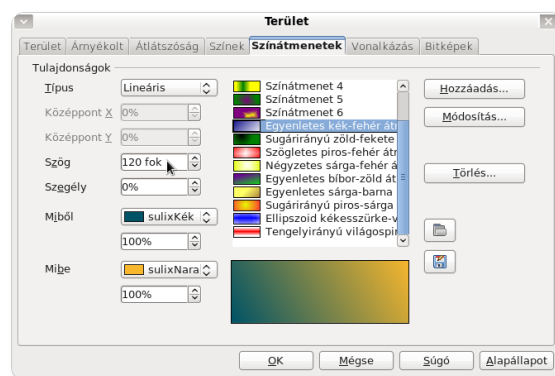 Terület
Terület Árnyékolt Átlátszóság Színek Színátmenetek Vonalkázás Bitképek
Tulajdonságok
Típus Lineáris
Középpont X 0%
Középpont Y 0%
Szög 120 fok
Szegély 0%
Miből sulixKék
100%
Mibe sulixNara
100%
Színátmenet 4
Színátmenet 5
Színátmenet 6
Egyenletes kék-fehér átr
Sugárirányú zöld-fekete
Szögletes piros-fehér átr
Négyzetes sárga-fehér á
Egyenletes bíbor-zöld át
Egyenletes sárga-barna
Sugárirányú piros-sárga
Ellipszoid kékesszürke-v
Tengelyirányú világospir
Hozzáadás...
Módosítás...
Törlés...
OK Mégse Súgó Alapállapot